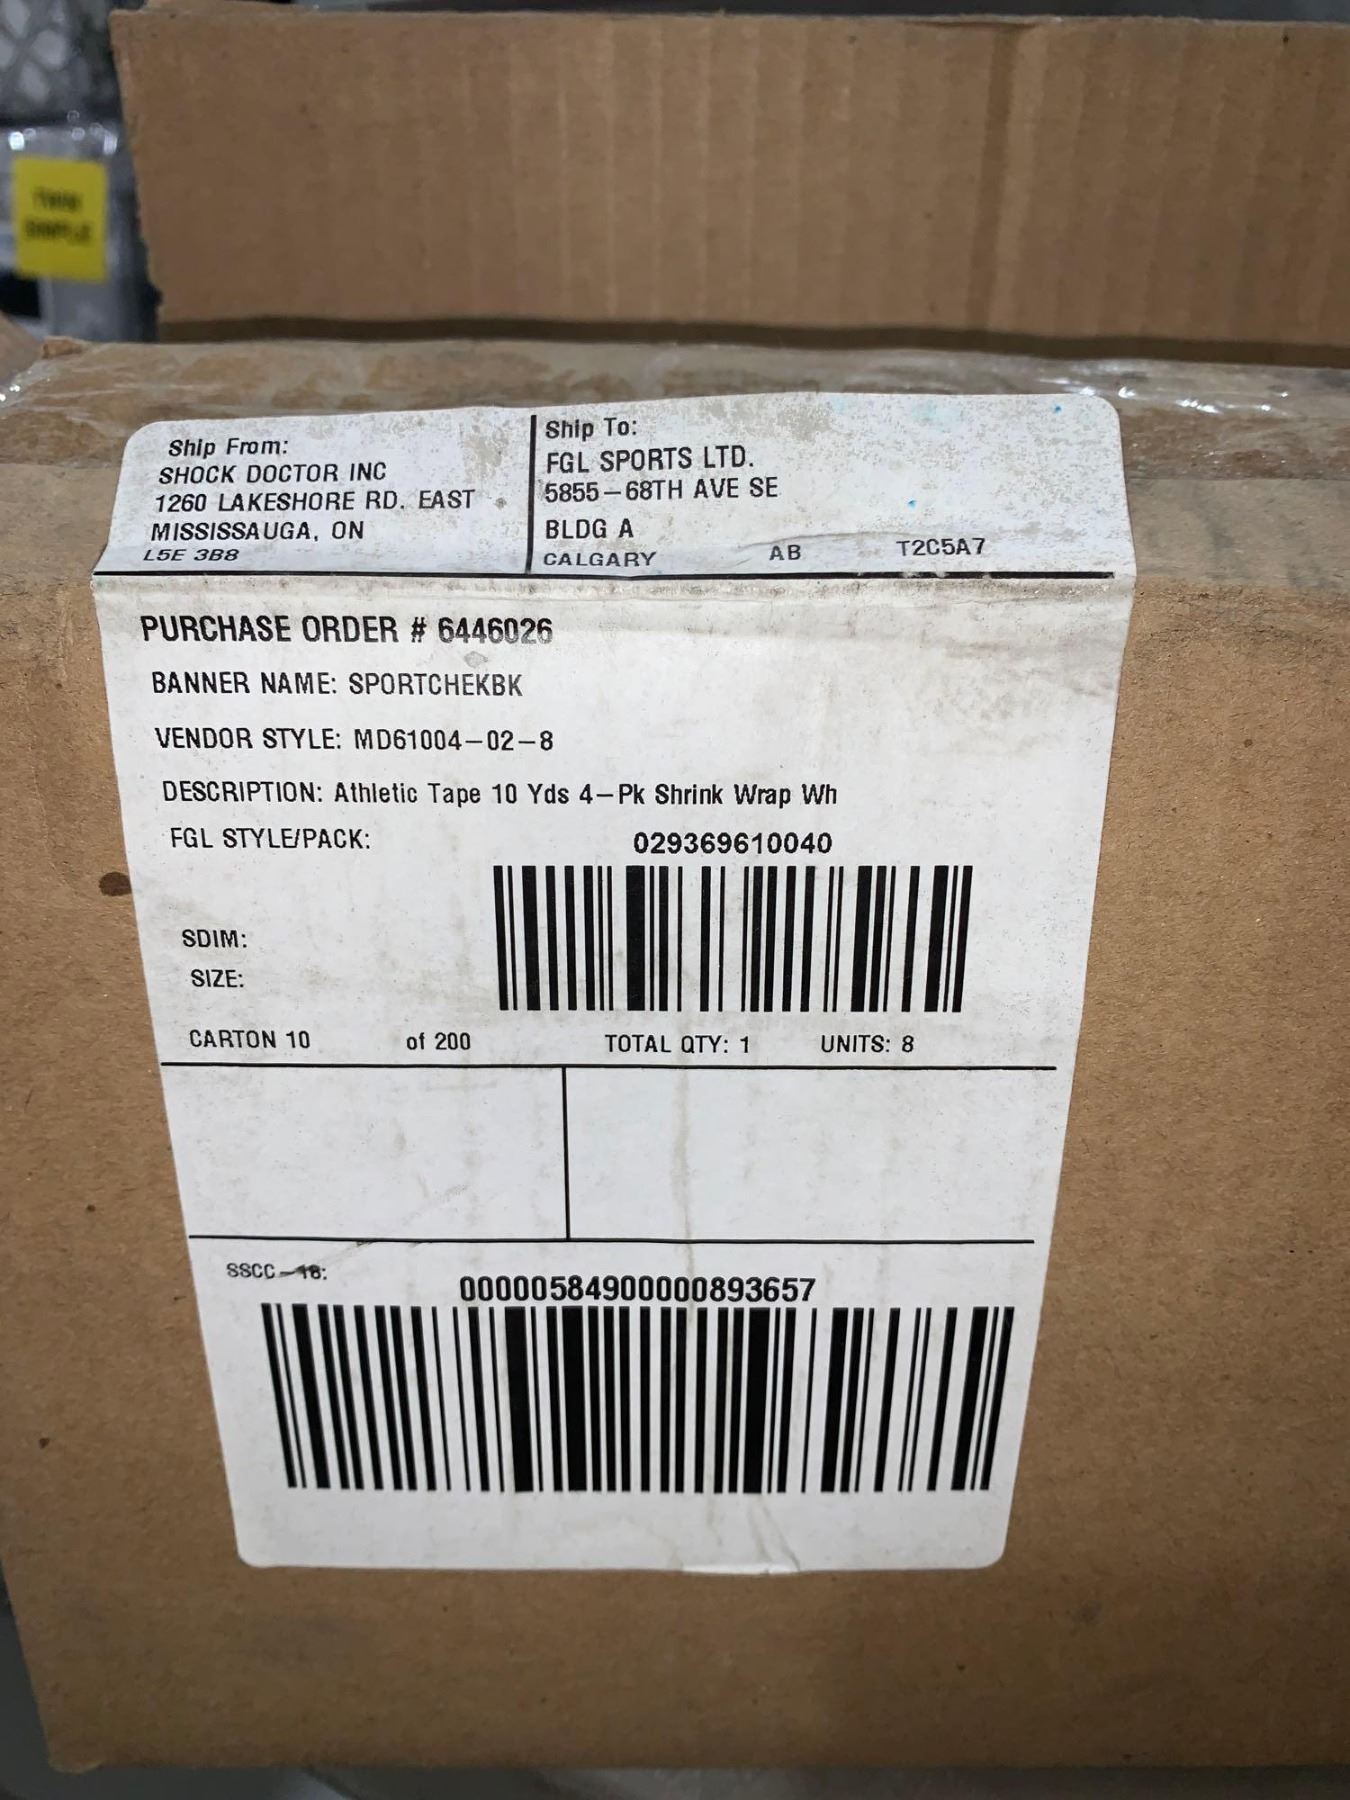 Ship From:
SHOCK DOCTOR INC
1260 LAKESHORE RD. EAST
MISSISSAUGA, ON
L5E 3B8
Ship To:
FGL SPORTS LTD.
5855-68TH AVE SE
BLDG A
CALGARY AB T2C5A7
PURCHASE ORDER # 6446026
BANNER NAME: SPORTCHEKBK
VENDOR STYLE: MD61004-02-8
DESCRIPTION: Athletic Tape 10 Yds 4-Pk Shrink Wrap Wh
FGL STYLE/PACK: 029369610040
SDIM:
SIZE:
CARTON 10 of 200 TOTAL QTY: 1 UNITS: 8
SSCC-18:
00000584900000893657